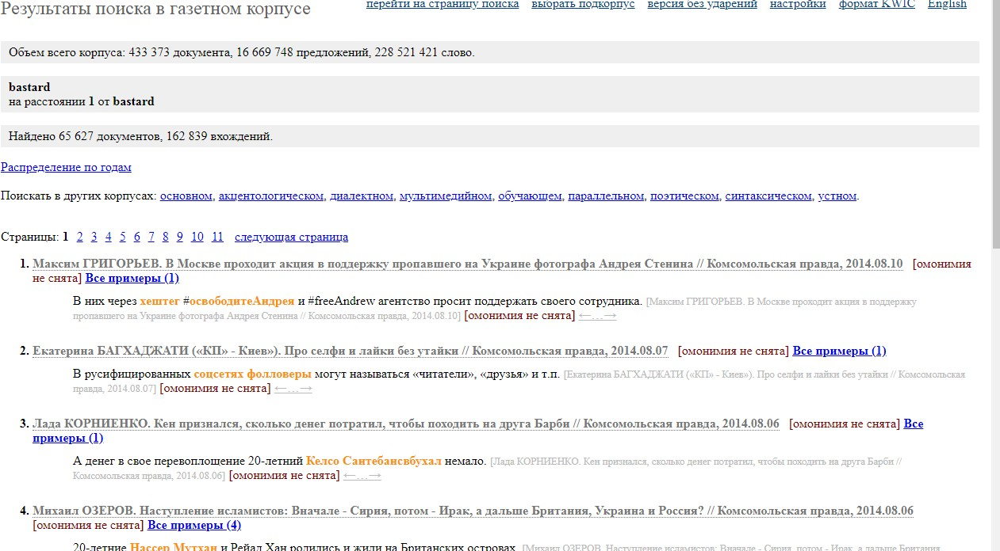 Результаты поиска в газетном корпусе
перейти на страницу поиска выбрать подкорпус версия без ударений настройки формат KWIC English
Объем всего корпуса: 433 373 документа, 16 669 748 предложений, 228 521 421 слово.
bastard
на расстоянии 1 от bastard
Найдено 65 627 документов, 162 839 вхождений.
Распределение по годам
Поискать в других корпусах: основном, акцентологическом, диалектном, мультимедийном, обучающем, параллельном, поэтическом, синтаксическом, устном.
Страницы: 1 2 3 4 5 6 7 8 9 10 11 следующая страница
1. Максим ГРИГОРЬЕВ. В Москве проходит акция в поддержку пропавшего на Украине фотографа Андрея Стенина // Комсомольская правда, 2014.08.10 [омонимия
не снята] Все примеры (1)
В них через хештег #освободитеАндрея и #freeAndrew агентство просит поддержать своего сотрудника. [Максим ГРИГОРЬЕВ. В Москве проходит акция в поддержку
пропавшего на Украине фотографа Андрея Стенина // Комсомольская правда, 2014.08.10] [омонимия не снята] ←…→
2. Екатерина БАГХАДЖАТИ («КП» - Киев»). Про селфи и лайки без утайки // Комсомольская правда, 2014.08.07 [омонимия не снята] Все примеры (1)
В русифицированных соцсетях фолловеры могут называться «читатели», «друзья» и т.п. [Екатерина БАГХАДЖАТИ («КП» - Киев»). Про селфи и лайки без утайки // Комсомольская
правда, 2014.08.07] [омонимия не снята] ←…→
3. Лада КОРНИЕНКО. Кен признался, сколько денег потратил, чтобы походить на друга Барби // Комсомольская правда, 2014.08.06 [омонимия не снята] Все
примеры (1)
А денег в свое перевоплощение 20-летний Келсо Сантебансвбухал немало. [Лада КОРНИЕНКО. Кен признался, сколько денег потратил, чтобы походить на друга Барби //
Комсомольская правда, 2014.08.06] [омонимия не снята] ←…→
4. Михаил ОЗЕРОВ. Наступление исламистов: Вначале - Сирия, потом - Ирак, а дальше Британия, Украина и Россия? // Комсомольская правда, 2014.08.06
[омонимия не снята] Все примеры (4)
20-летние Нассер Мутхан и Рейад Хан родились и жили на Британских островах. [Михаил ОЗЕРОВ. Наступление исламистов: Вначале - Сирия, потом - Ирак, а дальше Британия